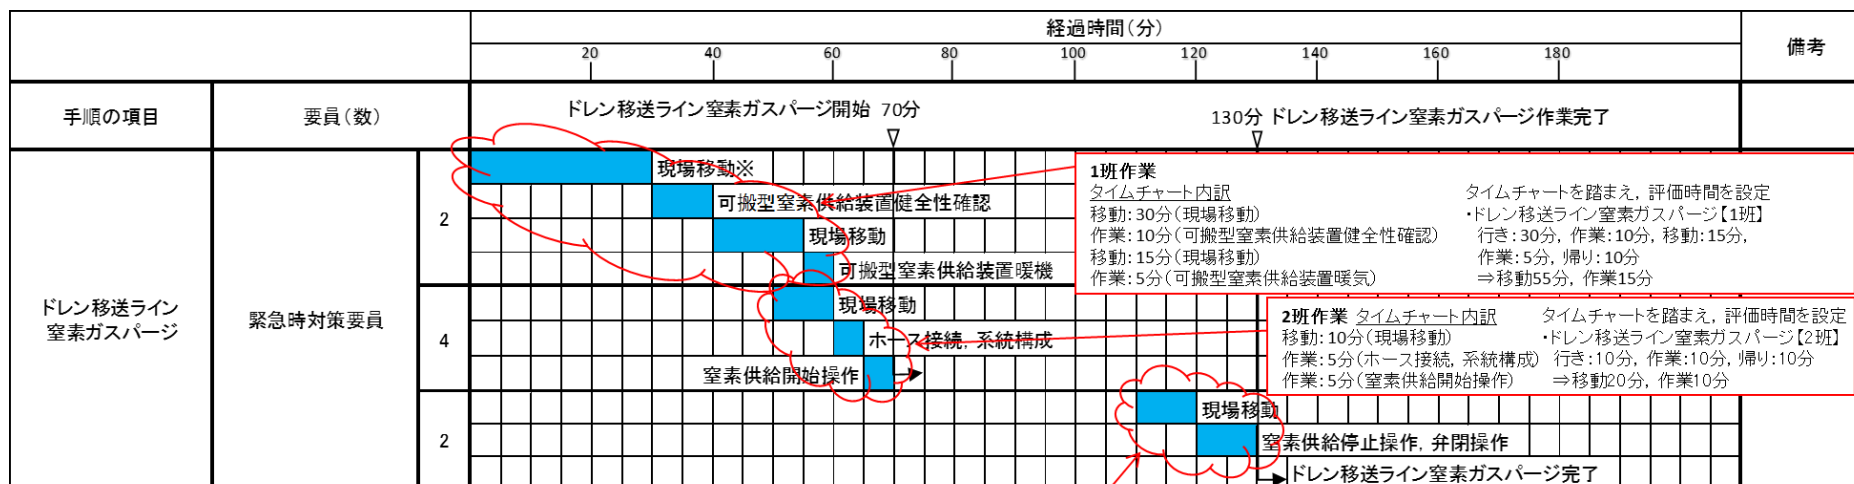 経過時間(分)
備考
20 40 60 80 100 120 140 160 180
手順の項目
要員(数)
ドレン移送ライン窒素ガスパージ開始 70分
130分 ドレン移送ライン窒素ガスパージ作業完了
ドレン移送ライン
窒素ガスパージ
緊急時対策要員
2
現場移動※
可搬型窒素供給装置健全性確認
現場移動
可搬型窒素供給装置暖機
4
現場移動
ホース接続, 系統構成
窒素供給開始操作
2
現場移動
窒素供給停止操作, 弁閉操作
ドレン移送ライン窒素ガスパージ完了
1班作業
タイムチャート内訳
移動:30分(現場移動)
作業:10分(可搬型窒素供給装置健全性確認)
移動:15分(現場移動)
作業:5分(可搬型窒素供給装置暖気)
タイムチャートを踏まえ, 評価時間を設定
・ドレン移送ライン窒素ガスパージ【1班】
行き:30分, 作業:10分, 移動:15分,
作業:5分, 帰り:10分
⇒移動55分, 作業15分
2班作業 タイムチャート内訳
移動:10分(現場移動)
作業:5分(ホース接続, 系統構成)
作業:5分(窒素供給開始操作)
タイムチャートを踏まえ, 評価時間を設定
・ドレン移送ライン窒素ガスパージ【2班】
行き:10分, 作業:10分, 帰り:10分
⇒移動20分, 作業10分